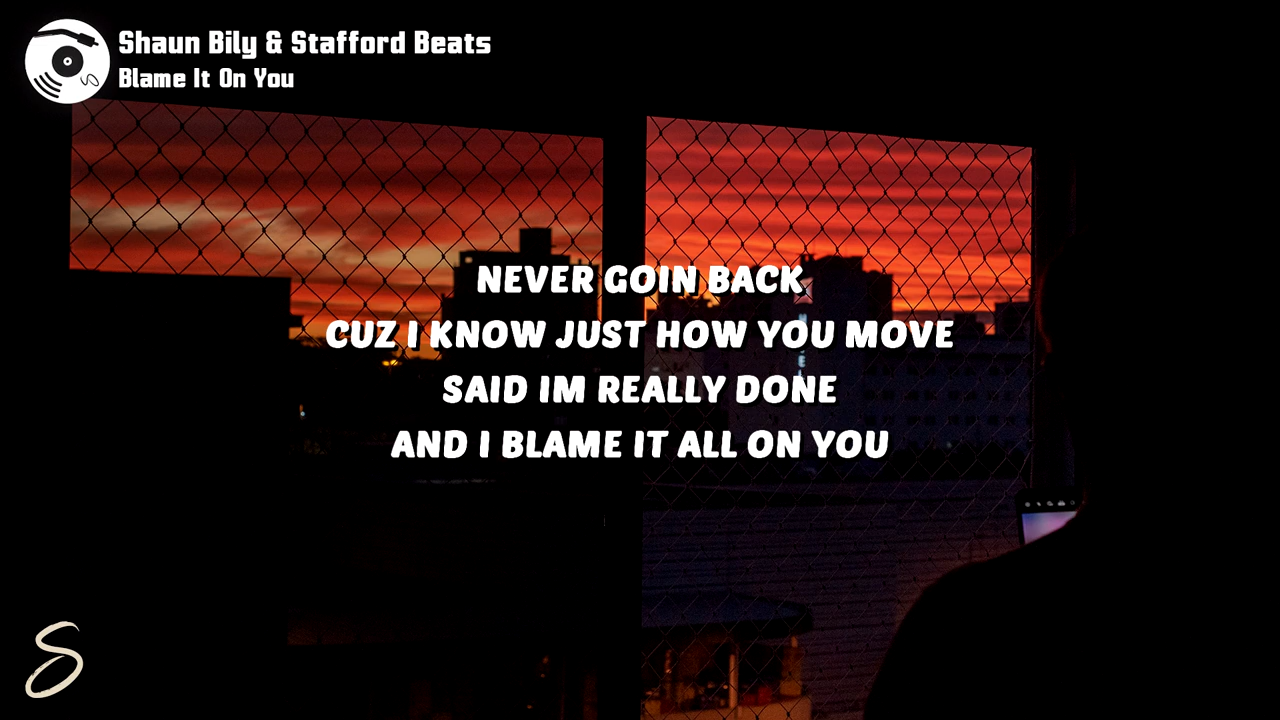 Shaun Bily & Stafford Beats
Blame It On You
NEVER GOIN BACK
CUZ I KNOW JUST HOW YOU MOVE
SAID IM REALLY DONE
AND I BLAME IT ALL ON YOU
S